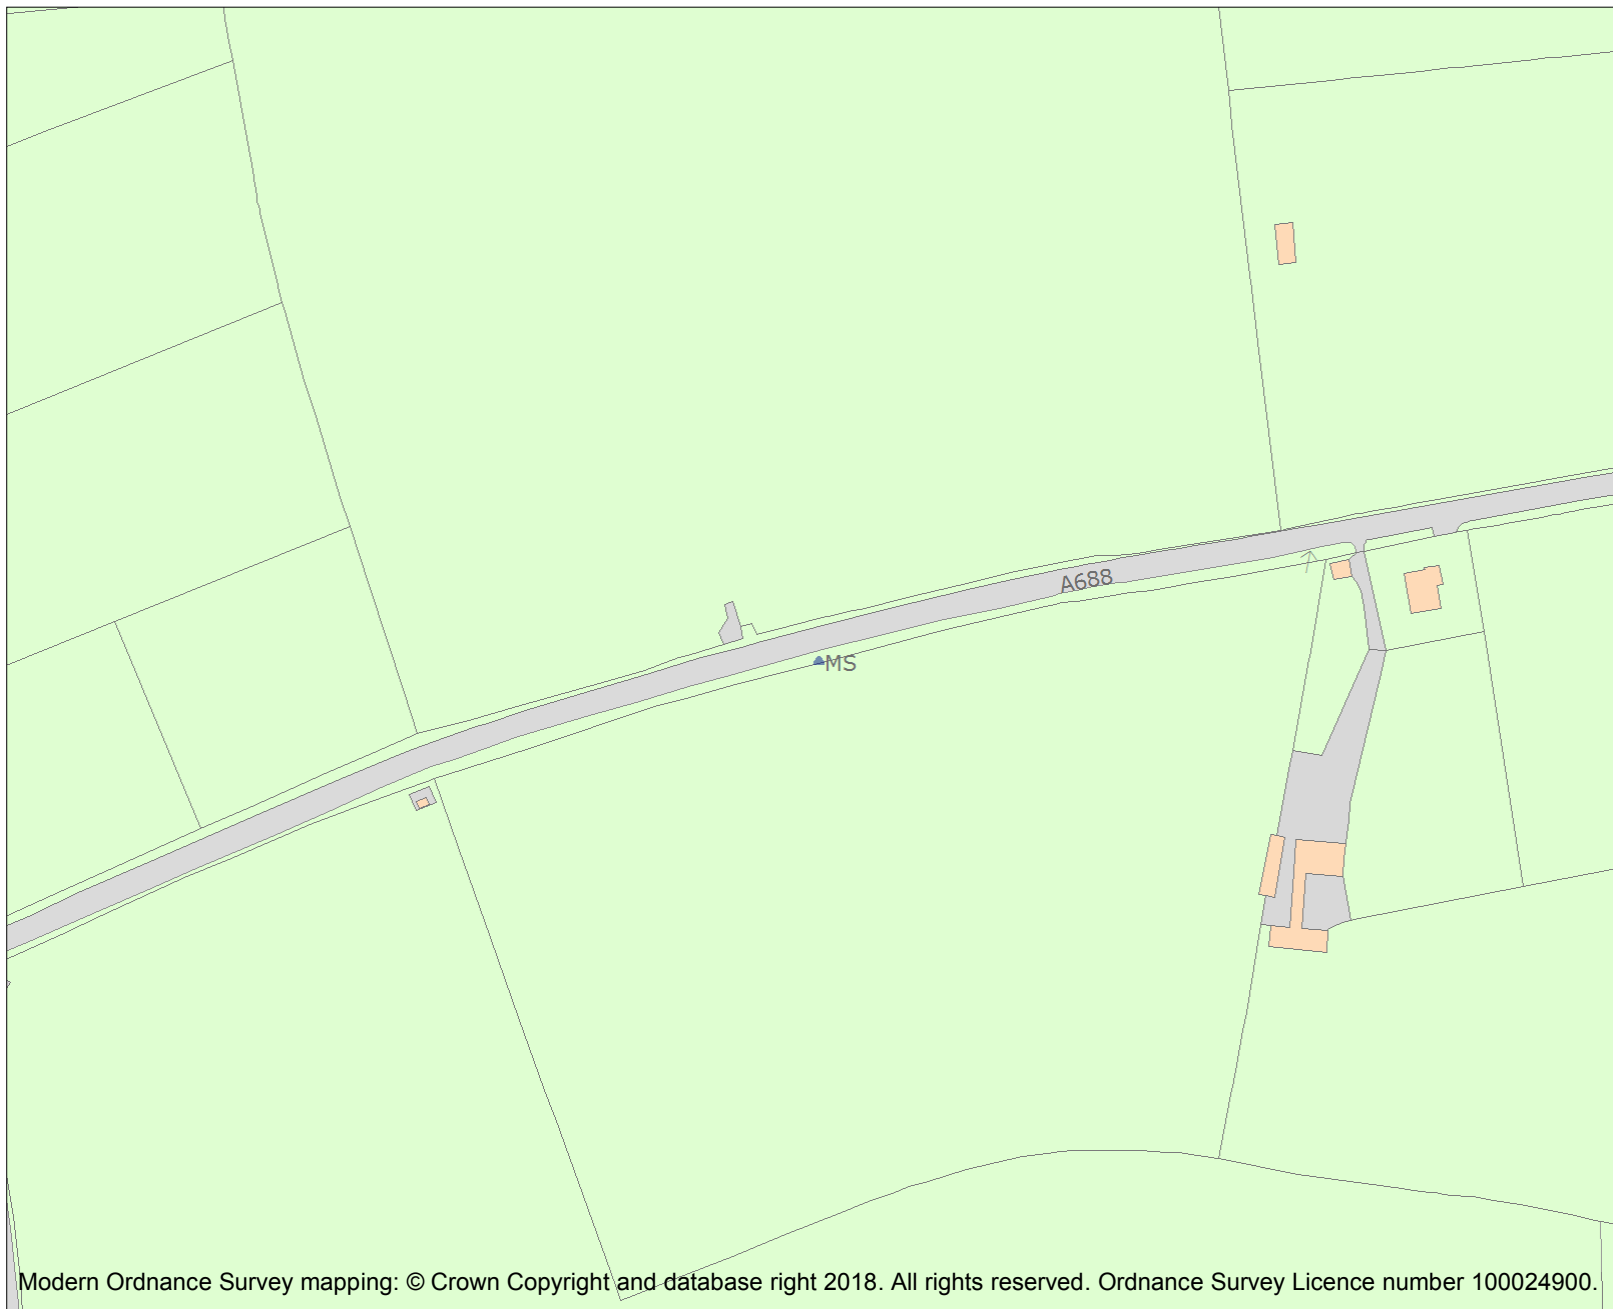 A688
MS
Modern Ordnance Survey mapping: © Crown Copyright and database right 2018. All rights reserved. Ordnance Survey Licence number 100024900.